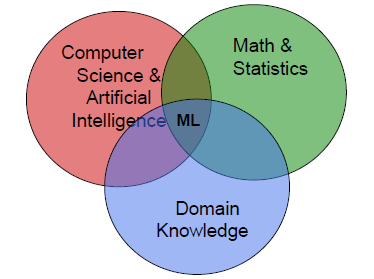 Computer
Science &
Artificial
Intelligence
Math &
Statistics
ML
Domain
Knowledge